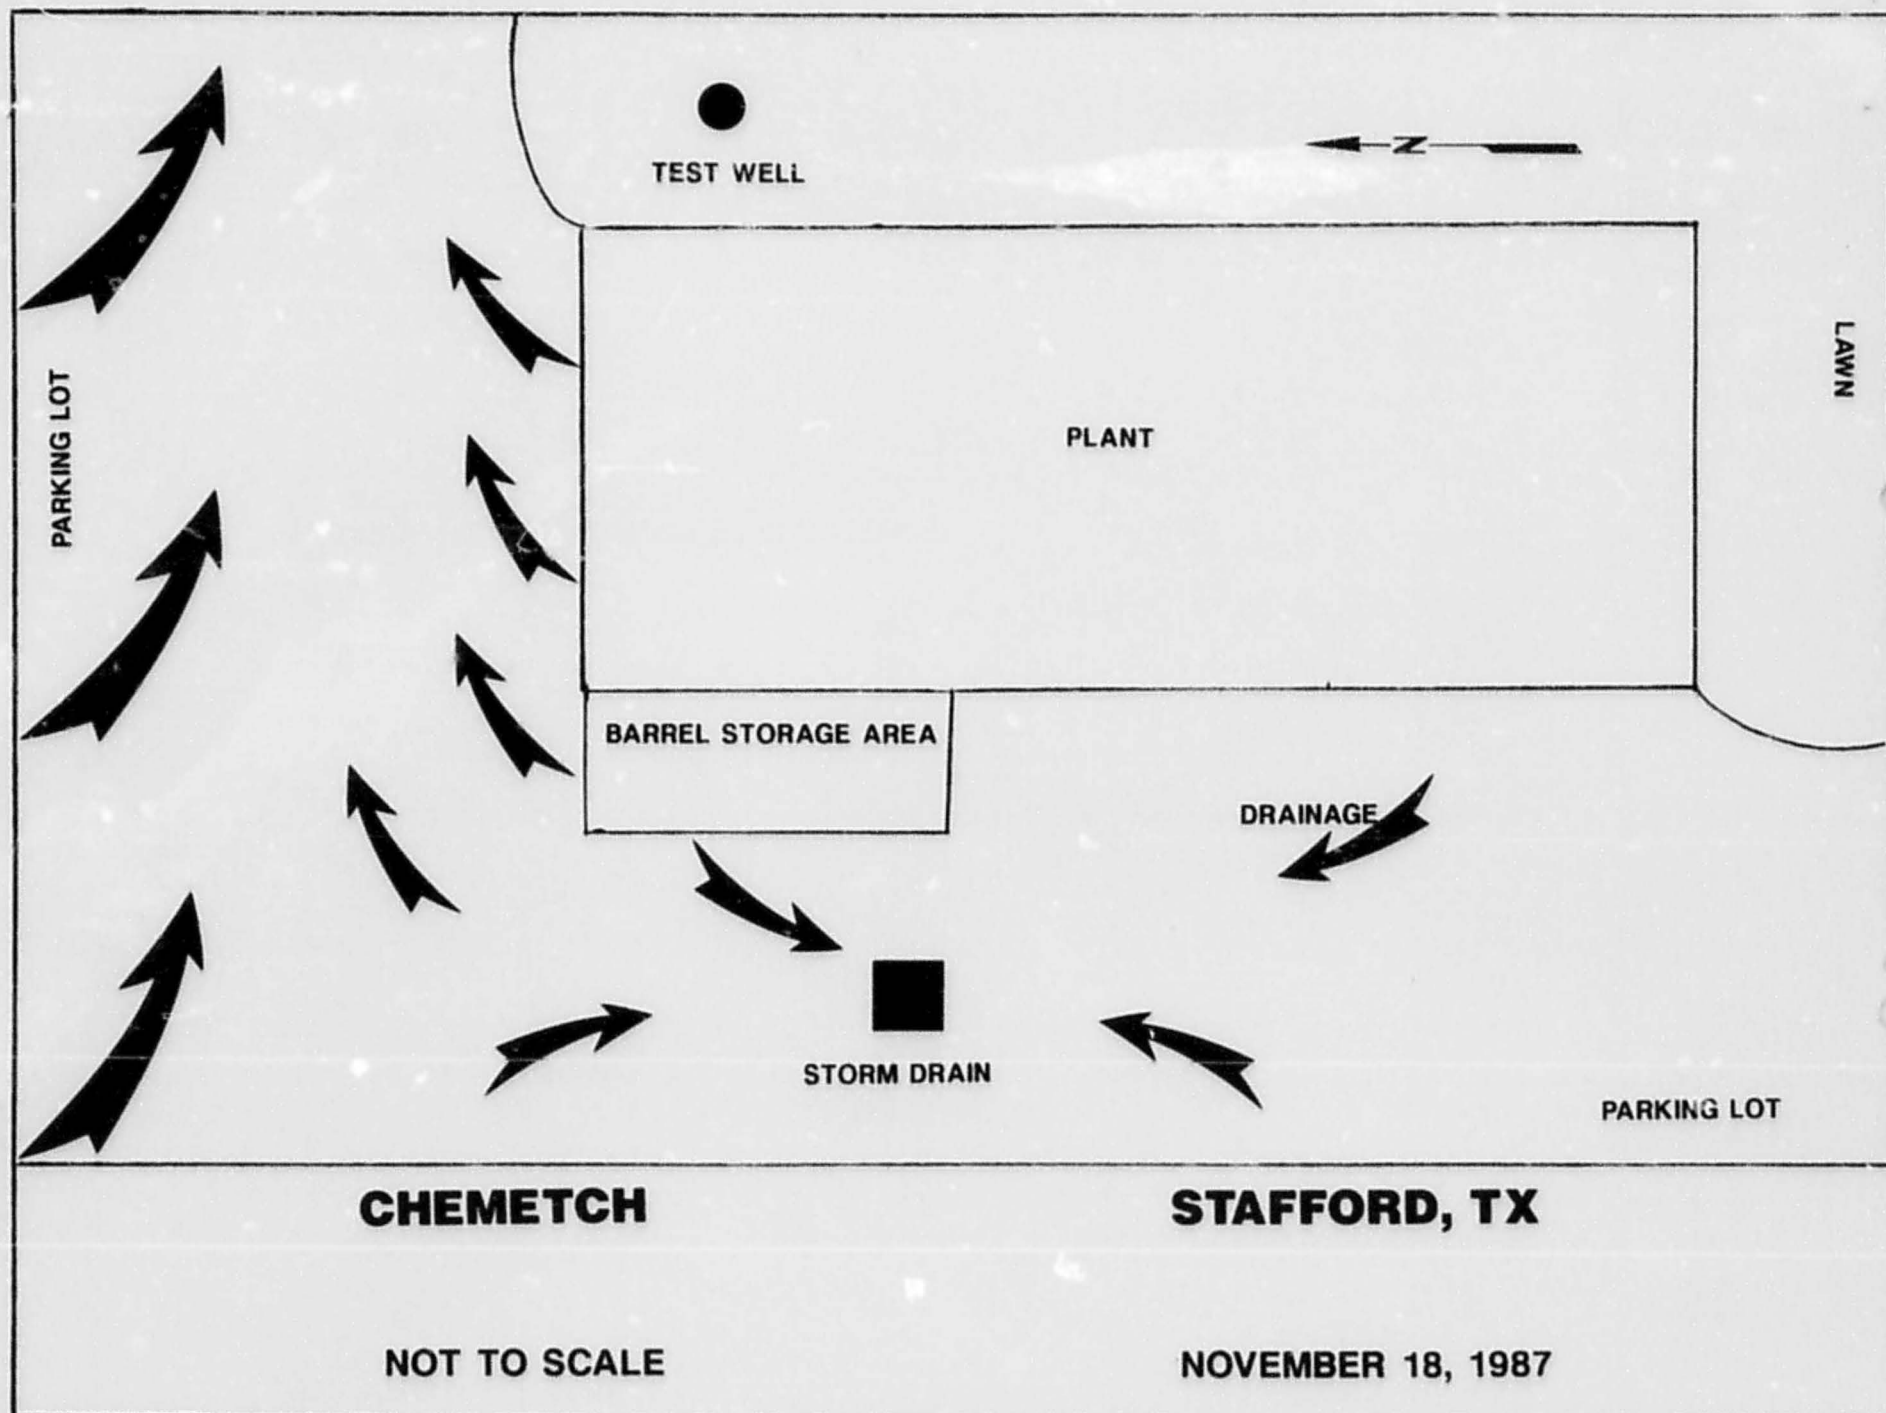 TEST WELL
N
PARKING LOT
LAWN
PLANT
BARREL STORAGE AREA
DRAINAGE
STORM DRAIN
PARKING LOT
CHEMETCH
STAFFORD, TX
NOT TO SCALE
NOVEMBER 18, 1987